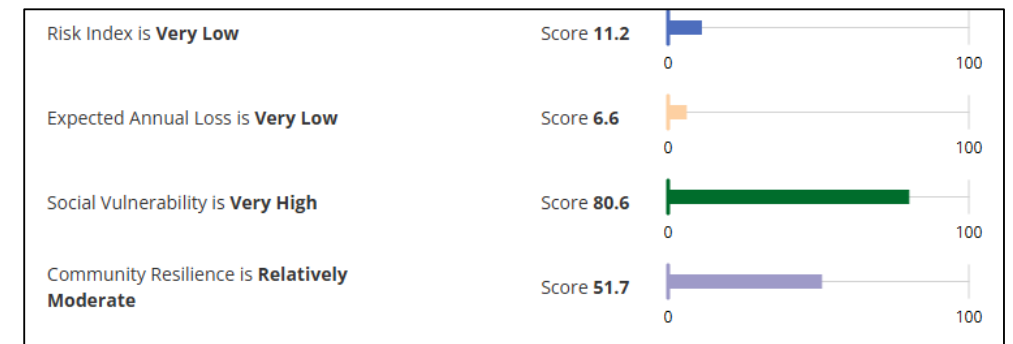 Risk Index is Very Low Score 11.2
0 100
Expected Annual Loss is Very Low Score 6.6
0 100
Social Vulnerability is Very High Score 80.6
0 100
Community Resilience is Relatively
Moderate Score 51.7
0 100